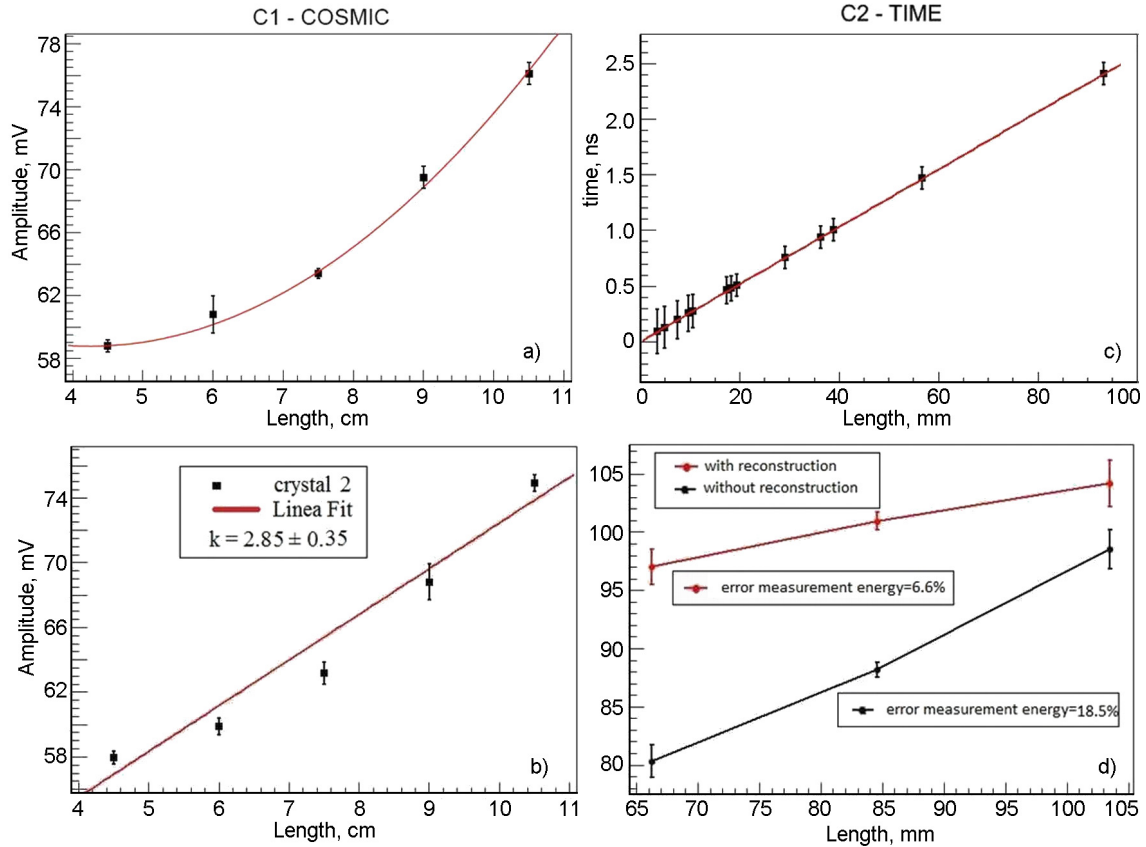 C1 - COSMIC
78
74
70
66
62
58
Amplitude, mV
a)
4 5 6 7 8 9 10 11
Length, cm
C2 - TIME
2.5
2.0
1.5
1.0
0.5
0
time, ns
c)
0 20 40 60 80 100
Length, mm
74
70
66
62
58
Amplitude, mV
crystal 2
Linea Fit
k = 2.85 ± 0.35
b)
4 5 6 7 8 9 10 11
Length, cm
105
100
95
90
85
80
with reconstruction
without reconstruction
error measurement energy=6.6%
error measurement energy=18.5%
d)
65 70 75 80 85 90 95 100 105
Length, mm